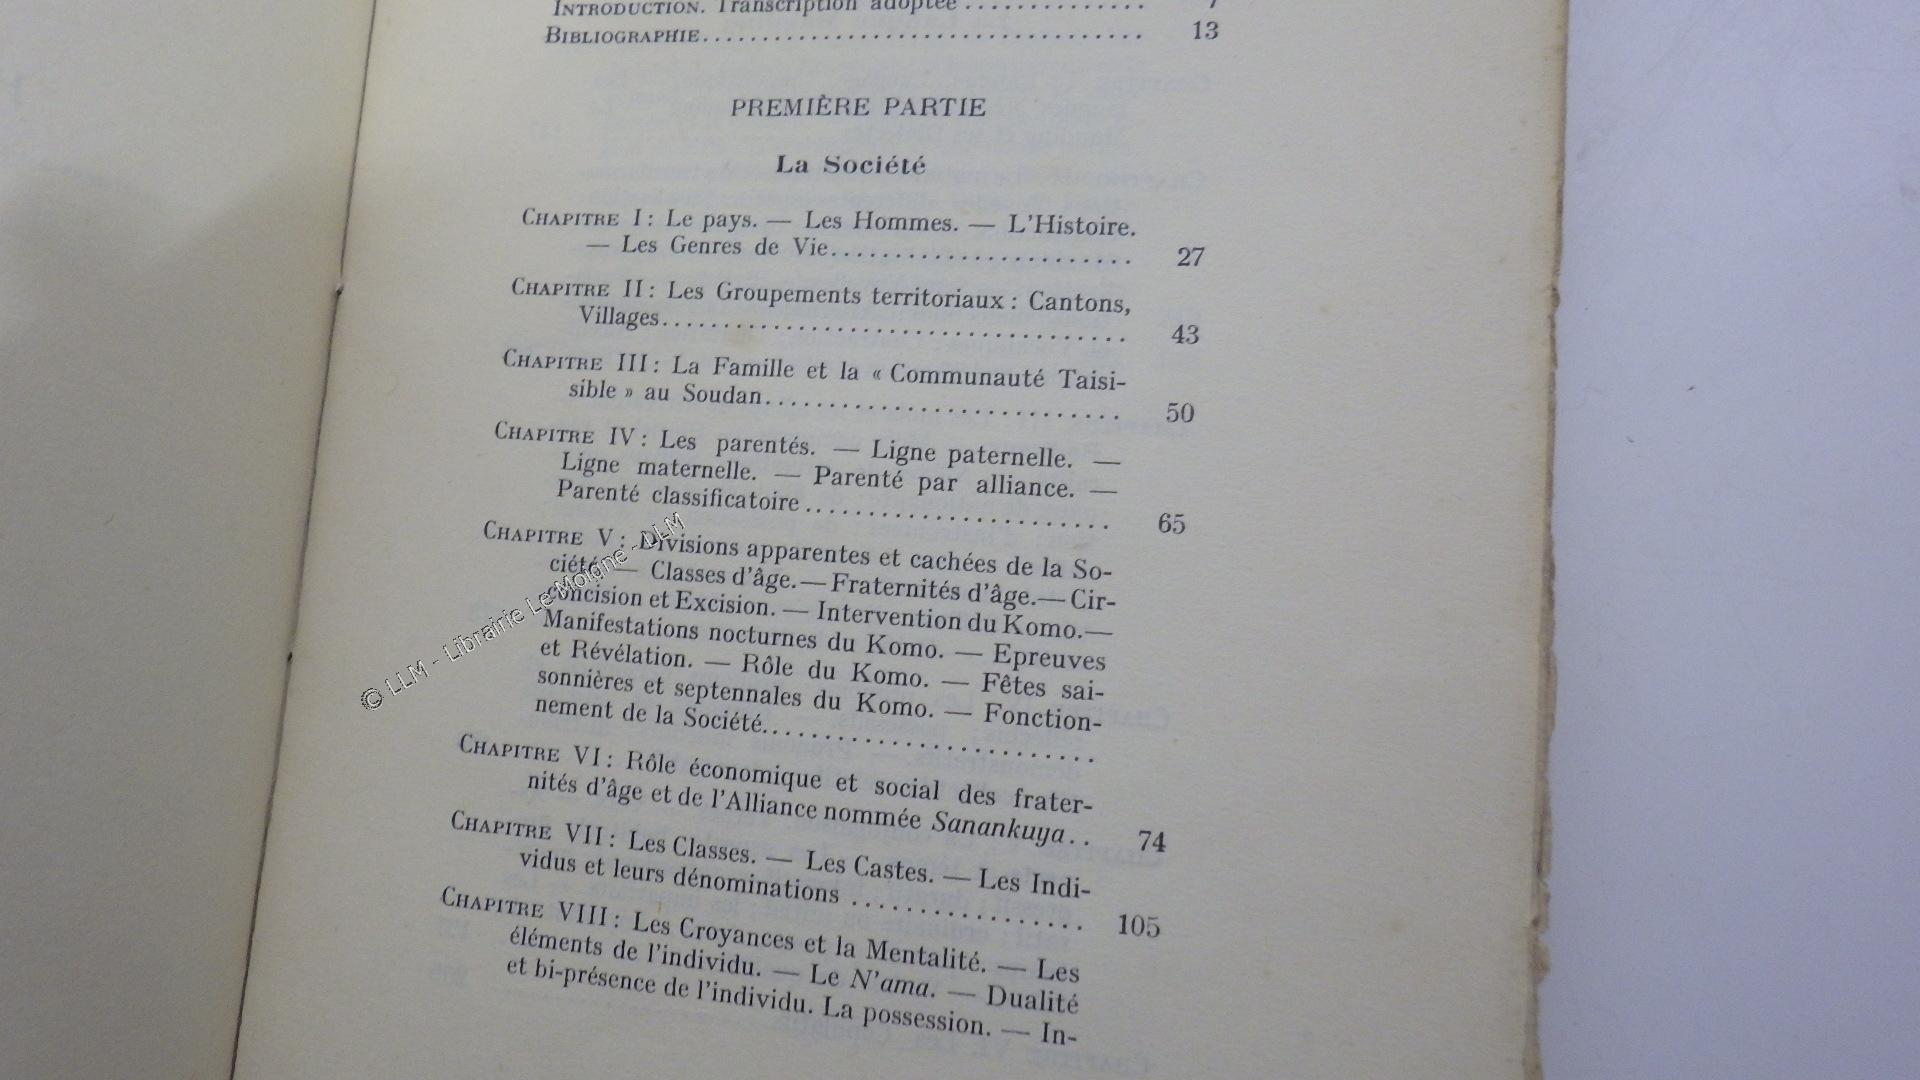 INTRODUCTION. Transcription adoptée .............. 7
BIBLIOGRAPHIE................................... 13
PREMIÈRE PARTIE
La Société
CHAPITRE I : Le pays. — Les Hommes. — L'Histoire.
— Les Genres de Vie........................ 27
CHAPITRE II : Les Groupements territoriaux : Cantons,
Villages..................................... 43
CHAPITRE III : La Famille et la « Communauté Taisi-
sible » au Soudan............................ 50
CHAPITRE IV : Les parentés. — Ligne paternelle. —
Ligne maternelle. — Parenté par alliance. —
Parenté classificatoire ........................ 65
CHAPITRE V : Divisions apparentes et cachées de la So-
ciété. — Classes d'âge. — Fraternités d'âge. — Cir-
concision et Excision. — Intervention du Komo. —
Manifestations nocturnes du Komo. — Epreuves
et Révélation. — Rôle du Komo. — Fêtes sai-
sonnières et septennales du Komo. — Fonction-
nement de la Société..........................
CHAPITRE VI : Rôle économique et social des frater-
nités d'âge et de l'Alliance nommée Sanankuya.. 74
CHAPITRE VII : Les Classes. — Les Castes. — Les Indi-
vidus et leurs dénominations .................. 105
CHAPITRE VIII : Les Croyances et la Mentalité. — Les
éléments de l'individu. — Le N'ama. — Dualité
et bi-présence de l'individu. La possession. — In-
© LLM - Librairie Le Moigne - LLM